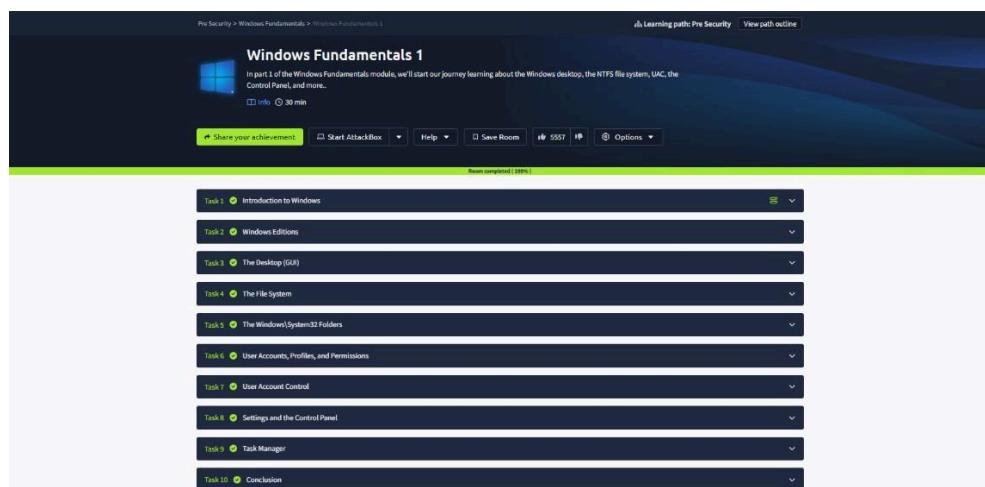 Pre Security > Windows Fundamentals > Windows Fundamentals 1
Learning path: Pre Security View path outline
Windows Fundamentals 1
In part 1 of the Windows Fundamentals module, we'll start our journey learning about the Windows desktop, the NTFS file system, UAC, the
Control Panel, and more..
Info 30 min
Share your achievement Start AttackBox Help Save Room 5557 Options
Room completed ( 100% )
Task 1 Introduction to Windows
Task 2 Windows Editions
Task 3 The Desktop (GUI)
Task 4 The File System
Task 5 The Windows\System32 Folders
Task 6 User Accounts, Profiles, and Permissions
Task 7 User Account Control
Task 8 Settings and the Control Panel
Task 9 Task Manager
Task 10 Conclusion